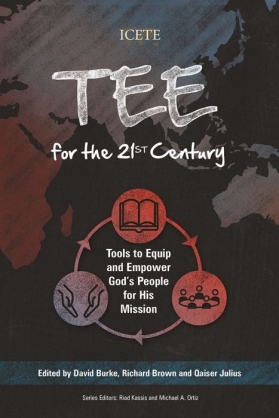 ICETE
TEE
for the 21ST Century
Tools to Equip
and Empower
God's People
for His
Mission
Edited by David Burke, Richard Brown and Qaiser Julius
Series Editors: Riad Kassis and Michael A. Ortiz